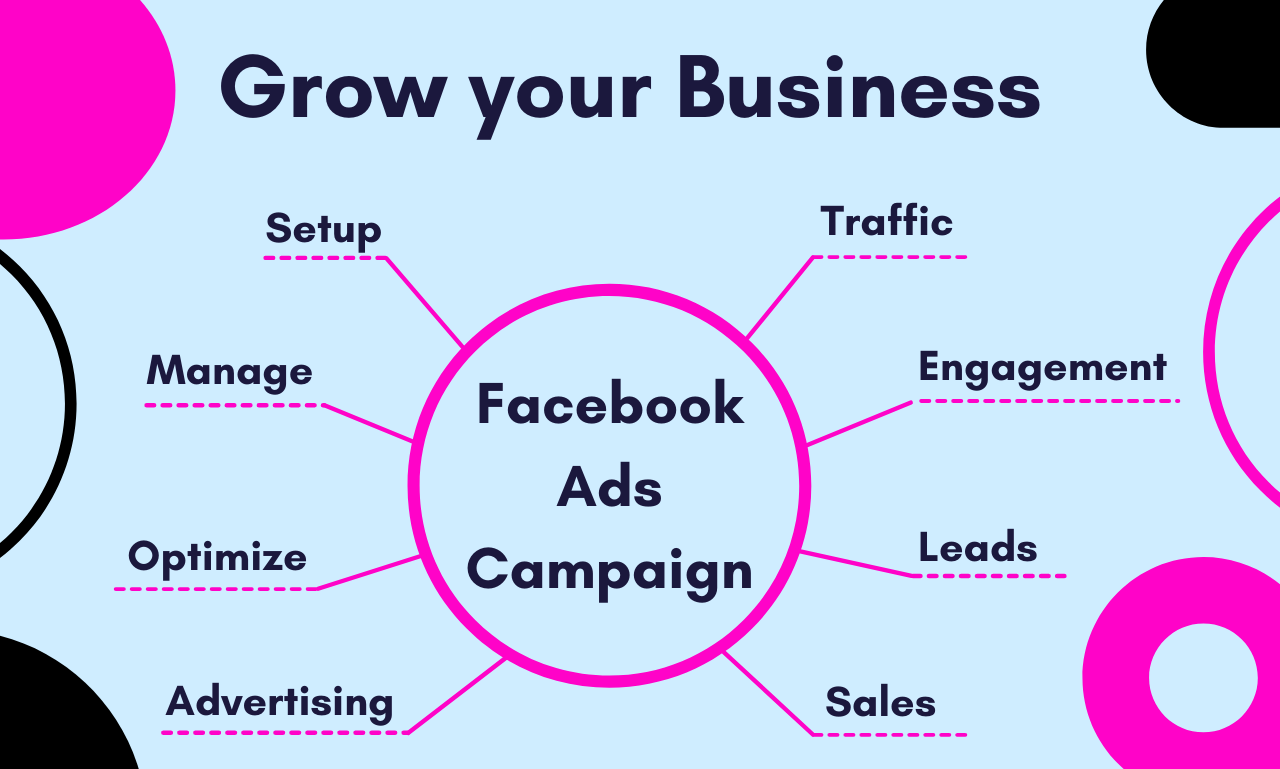 Grow your Business
Setup
Traffic
Manage
Engagement
Facebook
Ads
Campaign
Optimize
Leads
Advertising
Sales